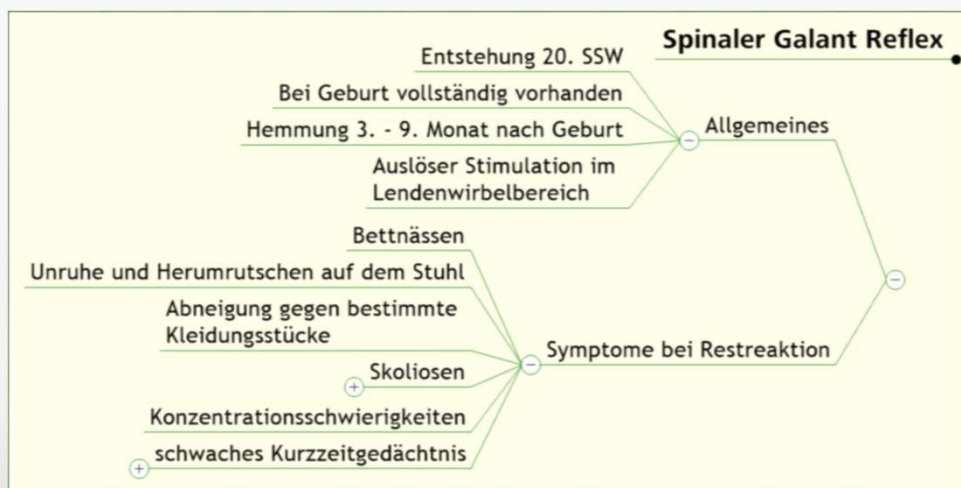 Spinaler Galant Reflex
Allgemeines
Entstehung 20. SSW
Bei Geburt vollständig vorhanden
Hemmung 3. - 9. Monat nach Geburt
Auslöser Stimulation im
Lendenwirbelbereich
Symptome bei Restreaktion
Bettnässen
Unruhe und Herumrutschen auf dem Stuhl
Abneigung gegen bestimmte
Kleidungsstücke
Skoliosen
Konzentrationsschwierigkeiten
schwaches Kurzzeitgedächtnis